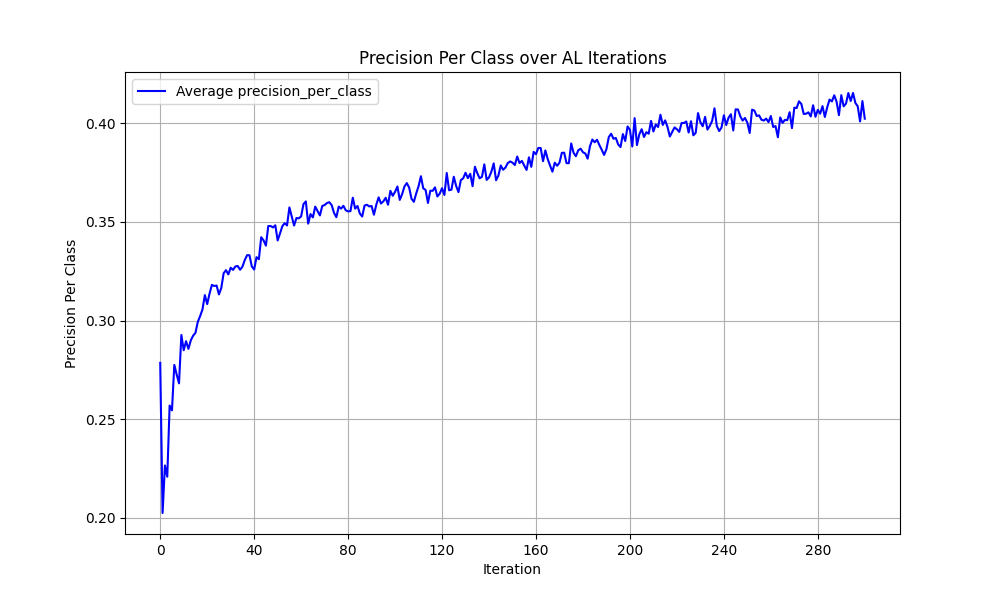 Precision Per Class over AL Iterations
Average precision_per_class
Precision Per Class
0.40
0.35
0.30
0.25
0.20
0 40 80 120 160 200 240 280
Iteration